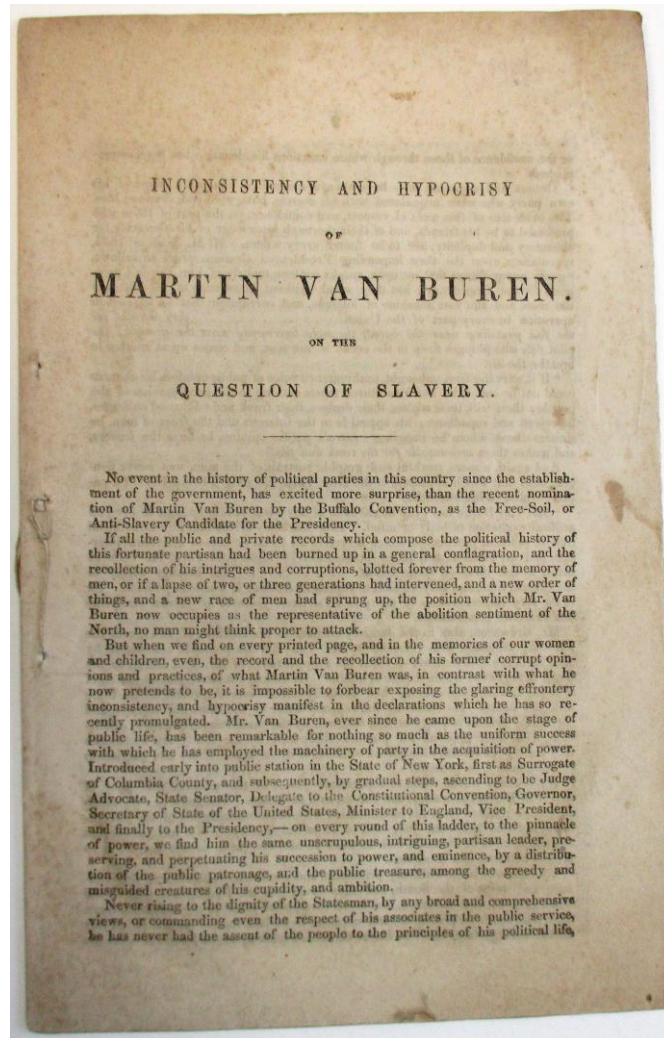 INCONSISTENCY AND HYPOCRISY
OF
MARTIN VAN BUREN.
ON THE
QUESTION OF SLAVERY.
No event in the history of political parties in this country since the establish-
ment of the government, has excited more surprise, than the recent nomina-
tion of Martin Van Buren by the Buffalo Convention, as the Free-Soil, or
Anti-Slavery Candidate for the Presidency.
If all the public and private records which compose the political history of
this fortunate partisan had been burned up in a general conflagration, and the
recollection of his intrigues and corruptions, blotted forever from the memory of
men, or if a lapse of two, or three generations had intervened, and a new order of
things, and a new race of men had sprung up, the position which Mr. Van
Buren now occupies as the representative of the abolition sentiment of the
North, no man might think proper to attack.
But when we find on every printed page, and in the memories of our women
and children, even, the record and the recollection of his former corrupt opin-
ions and practices, of what Martin Van Buren was, in contrast with what he
now pretends to be, it is impossible to forbear exposing the glaring effrontery
inconsistency, and hypocrisy manifest in the declarations which he has so re-
cently promulgated. Mr. Van Buren, ever since he came upon the stage of
public life, has been remarkable for nothing so much as the uniform success
with which he has employed the machinery of party in the acquisition of power.
Introduced early into public station in the State of New York, first as Surrogate
of Columbia County, and subsequently, by gradual steps, ascending to be Judge
Advocate, State Senator, Delegate to the Constitutional Convention, Governor,
Secretary of State of the United States, Minister to England, Vice President,
and finally to the Presidency,— on every round of this ladder, to the pinnacle
of power, we find him the same unscrupulous, intriguing, partisan leader, pre-
serving, and perpetuating his succession to power, and eminence, by a distribu-
tion of the public patronage, and the public treasure, among the greedy and
misguided creatures of his cupidity, and ambition.
Never rising to the dignity of the Statesman, by any broad and comprehensive
views, or commanding even the respect of his associates in the public service,
he has never had the assent of the people to the principles of his political life,